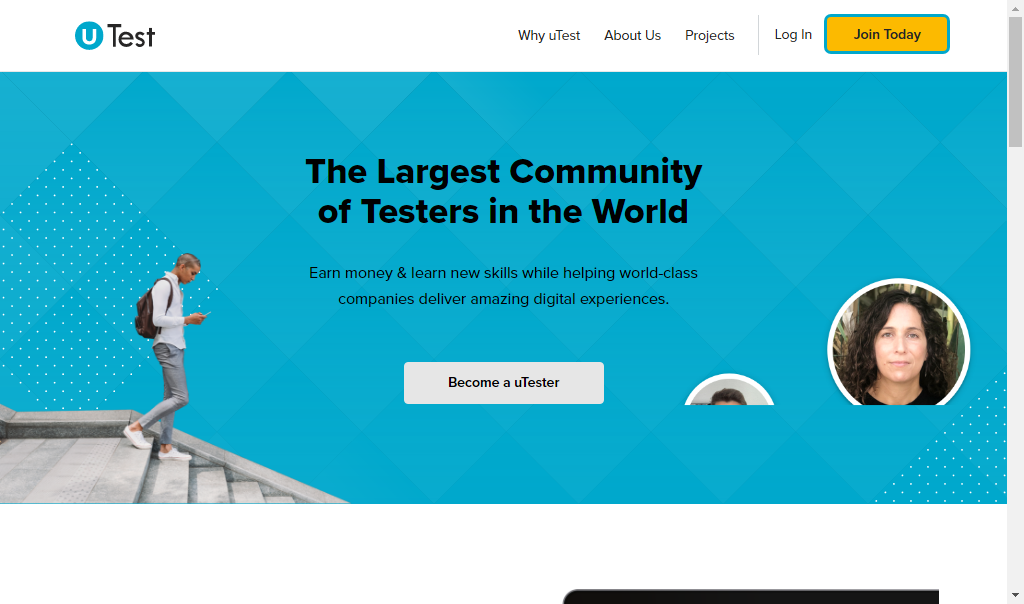 uTest
Why uTest
About Us
Projects
Log In
Join Today
The Largest Community
of Testers in the World
Earn money & learn new skills while helping world-class
companies deliver amazing digital experiences.
Become a uTester